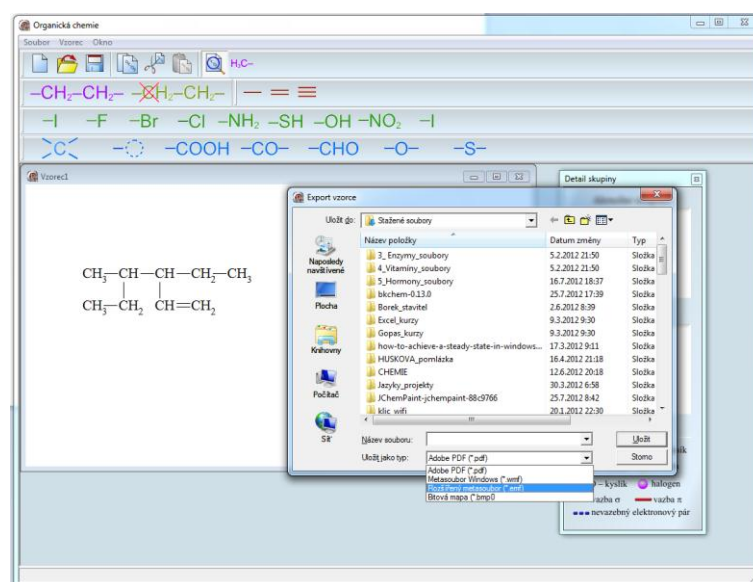 Organická chemie
Soubor Vzorec Okno
H₃C–
–CH₂–CH₂– –CH₂–CH₂–
–I –F –Br –Cl –NH₂ –SH –OH –NO₂ –I
C –COOH –CO– –CHO –O– –S–
Vzorec1
CH₃–CH–CH–CH₂–CH₃
CH₃–CH₂ CH=CH₂
Detail skupiny
Export vzorce
Uložit do: Stažené soubory
Název položky Datum změny Typ
3_Enzymy_soubory 5.2.2012 21:50 Složka
4_Vitaminy_soubory 5.2.2012 21:50 Složka
5_Hormony_soubory 16.7.2012 18:37 Složka
bkchem-0.13.0 25.7.2012 17:39 Složka
Borek_stavitel 2.6.2012 8:39 Složka
Excel_kurzy 9.3.2012 9:30 Složka
Gopas_kurzy 9.3.2012 9:30 Složka
how-to-achieve-a-steady-state-in-windows... 17.3.2012 9:11 Složka
HUSKOVA_pomlázka 16.4.2012 21:18 Složka
CHEMIE 12.6.2012 20:18 Složka
Jazyky_projekty 30.3.2012 6:58 Složka
JChemPaint-jchempaint-88c9766 25.7.2012 8:42 Složka
klic_wifi 20.1.2012 22:30 Složka
Naposledy navštívené
Plocha
Knihovny
Počítač
Síť
Název souboru: Uložit
Uložit jako typ: Adobe PDF (*.pdf) Storno
Adobe PDF (*.pdf)
Metasoubor Windows (*.wmf)
Rozšířený metasoubor (*.emf)
Bitová mapa (*.bmp)
– kyslík halogen
vazba σ vazba π
nevazebný elektronový pár